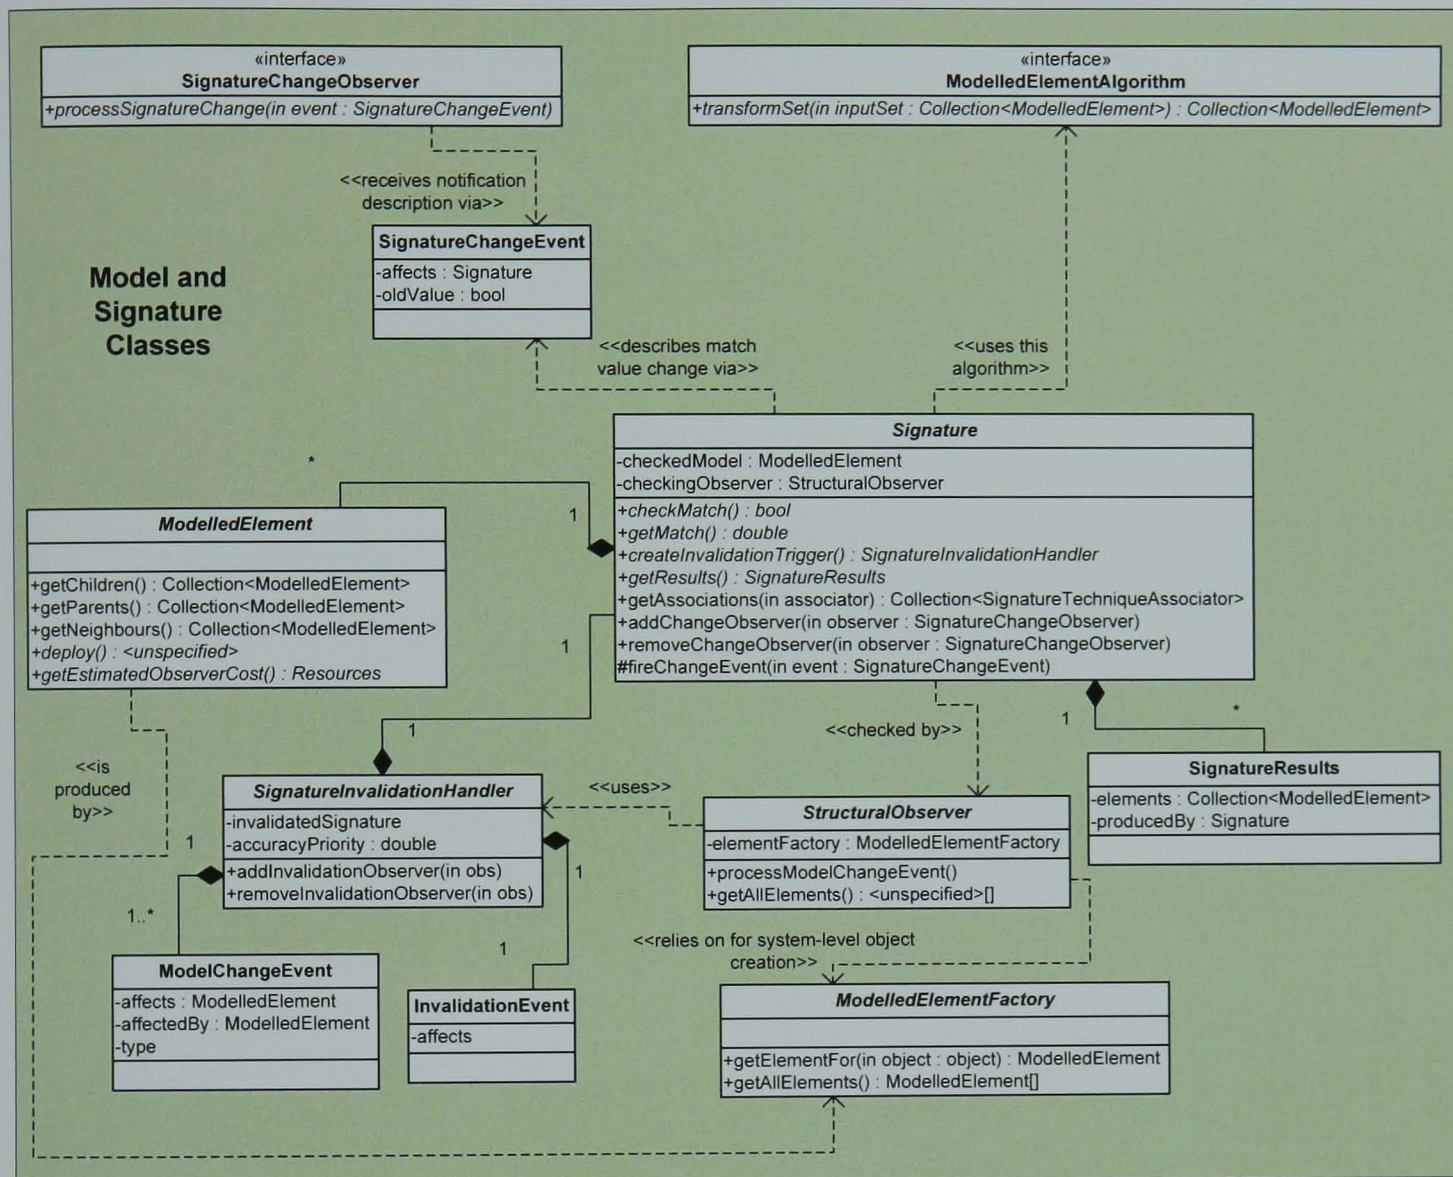 «interface»
SignatureChangeObserver
+processSignatureChange(in event : SignatureChangeEvent)
«interface»
ModelledElementAlgorithm
+transformSet(in inputSet : Collection<ModelledElement>) : Collection<ModelledElement>
<<receives notification
description via>>
SignatureChangeEvent
-affects : Signature
-oldValue : bool
Model and
Signature
Classes
<<describes match
value change via>>
<<uses this
algorithm>>
Signature
-checkedModel : ModelledElement
-checkingObserver : StructuralObserver
+checkMatch() : bool
+getMatch() : double
+createInvalidationTrigger() : SignatureInvalidationHandler
+getResults() : SignatureResults
+getAssociations(in associator) : Collection<SignatureTechniqueAssociator>
+addChangeObserver(in observer : SignatureChangeObserver)
+removeChangeObserver(in observer : SignatureChangeObserver)
#fireChangeEvent(in event : SignatureChangeEvent)
*
1
ModelledElement
+getChildren() : Collection<ModelledElement>
+getParents() : Collection<ModelledElement>
+getNeighbours() : Collection<ModelledElement>
+deploy() : <unspecified>
+getEstimatedObserverCost() : Resources
1
1
<<checked by>>
1
*
<<is
produced
by>>
SignatureInvalidationHandler
-invalidatedSignature
-accuracyPriority : double
+addInvalidationObserver(in obs)
+removeInvalidationObserver(in obs)
<<uses>>
StructuralObserver
-elementFactory : ModelledElementFactory
+processModelChangeEvent()
+getAllElements() : <unspecified>[]
SignatureResults
-elements : Collection<ModelledElement>
-producedBy : Signature
1
1
1..*
1
<<relies on for system-level object
creation>>
ModelChangeEvent
-affects : ModelledElement
-affectedBy : ModelledElement
-type
InvalidationEvent
-affects
ModelledElementFactory
+getElementFor(in object : object) : ModelledElement
+getAllElements() : ModelledElement[]